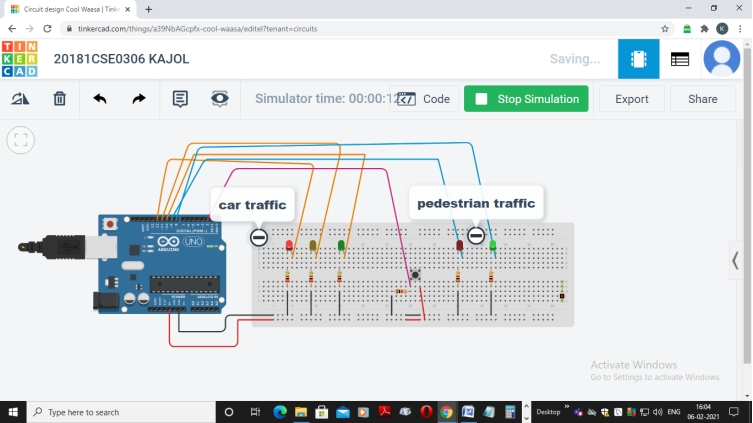 Circuit design Cool Waasa | Tinke
tinkercad.com/things/a39NbAGcpfx-cool-waasa/editel?tenant=circuits
K
TIN
KER
CAD
20181CSE0306 KAJOL
Saving...
Simulator time: 00:00:12
Code
Stop Simulation
Export
Share
car traffic
pedestrian traffic
UNO
ARDUINO
Activate Windows
Go to Settings to activate Windows.
Type here to search
Desktop
ENG
16:04
06-02-2021